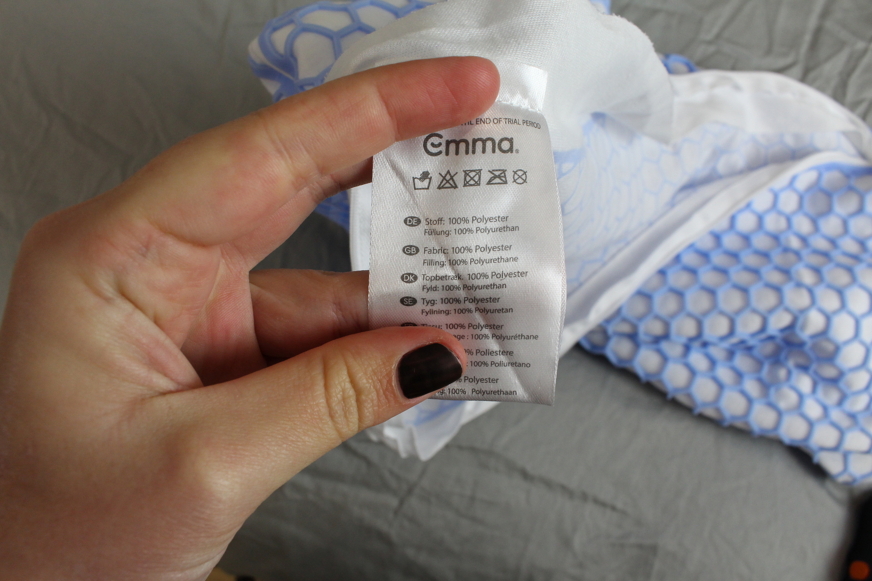 END OF TRIAL PERIOD
Emma®
DE Stoff: 100% Polyester
Füllung: 100% Polyurethan
GB Fabric: 100% Polyester
Filling: 100% Polyurethane
DK Topbetræk: 100% Polyester
Fyld: 100% Polyurethan
SE Tyg: 100% Polyester
Fyllning: 100% Polyuretan
100% Polyester
100% Polyuréthane
Poliestere
100% Poliuretano
Polyester
100% Polyurethaan